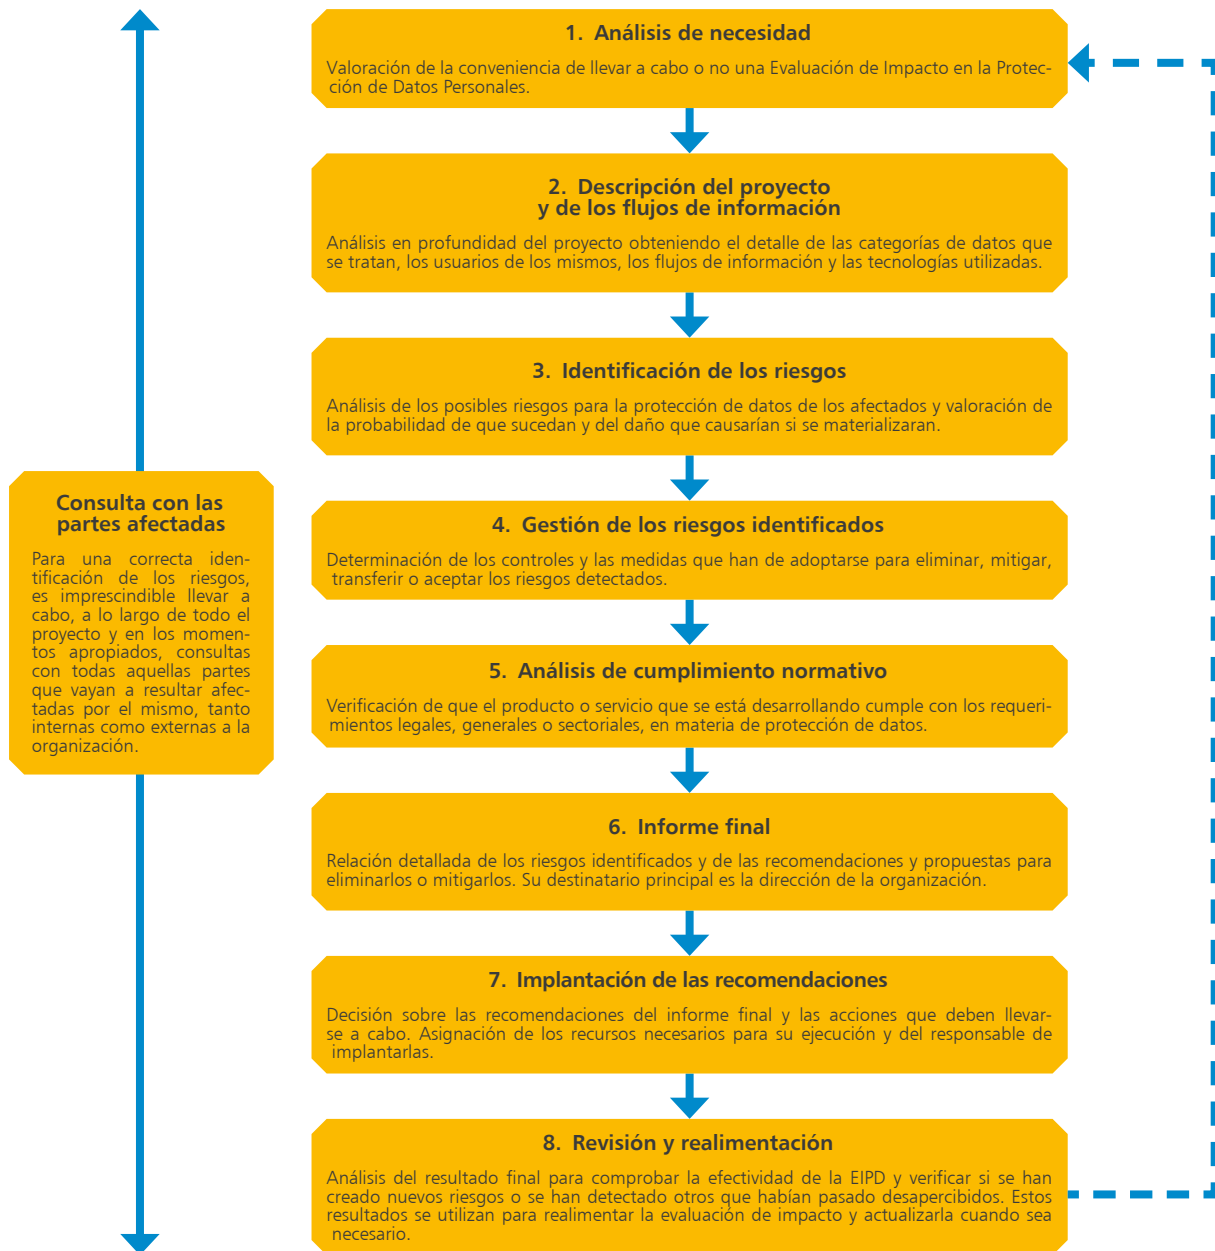 1. Análisis de necesidad
Valoración de la conveniencia de llevar a cabo o no una Evaluación de Impacto en la Protec-
ción de Datos Personales.
2. Descripción del proyecto
y de los flujos de información
Análisis en profundidad del proyecto obteniendo el detalle de las categorías de datos que
se tratan, los usuarios de los mismos, los flujos de información y las tecnologías utilizadas.
3. Identificación de los riesgos
Análisis de los posibles riesgos para la protección de datos de los afectados y valoración de
la probabilidad de que sucedan y del daño que causarían si se materializaran.
Consulta con las
partes afectadas
Para una correcta iden-
tificación de los riesgos,
es imprescindible llevar a
cabo, a lo largo de todo el
proyecto y en los momen-
tos apropiados, consultas
con todas aquellas partes
que vayan a resultar afec-
tadas por el mismo, tanto
internas como externas a la
organización.
4. Gestión de los riesgos identificados
Determinación de los controles y las medidas que han de adoptarse para eliminar, mitigar,
transferir o aceptar los riesgos detectados.
5. Análisis de cumplimiento normativo
Verificación de que el producto o servicio que se está desarrollando cumple con los requeri-
mientos legales, generales o sectoriales, en materia de protección de datos.
6. Informe final
Relación detallada de los riesgos identificados y de las recomendaciones y propuestas para
eliminarlos o mitigarlos. Su destinatario principal es la dirección de la organización.
7. Implantación de las recomendaciones
Decisión sobre las recomendaciones del informe final y las acciones que deben llevar-
se a cabo. Asignación de los recursos necesarios para su ejecución y del responsable de
implantarlas.
8. Revisión y realimentación
Análisis del resultado final para comprobar la efectividad de la EIPD y verificar si se han
creado nuevos riesgos o se han detectado otros que habían pasado desapercibidos. Estos
resultados se utilizan para realimentar la evaluación de impacto y actualizarla cuando sea
necesario.